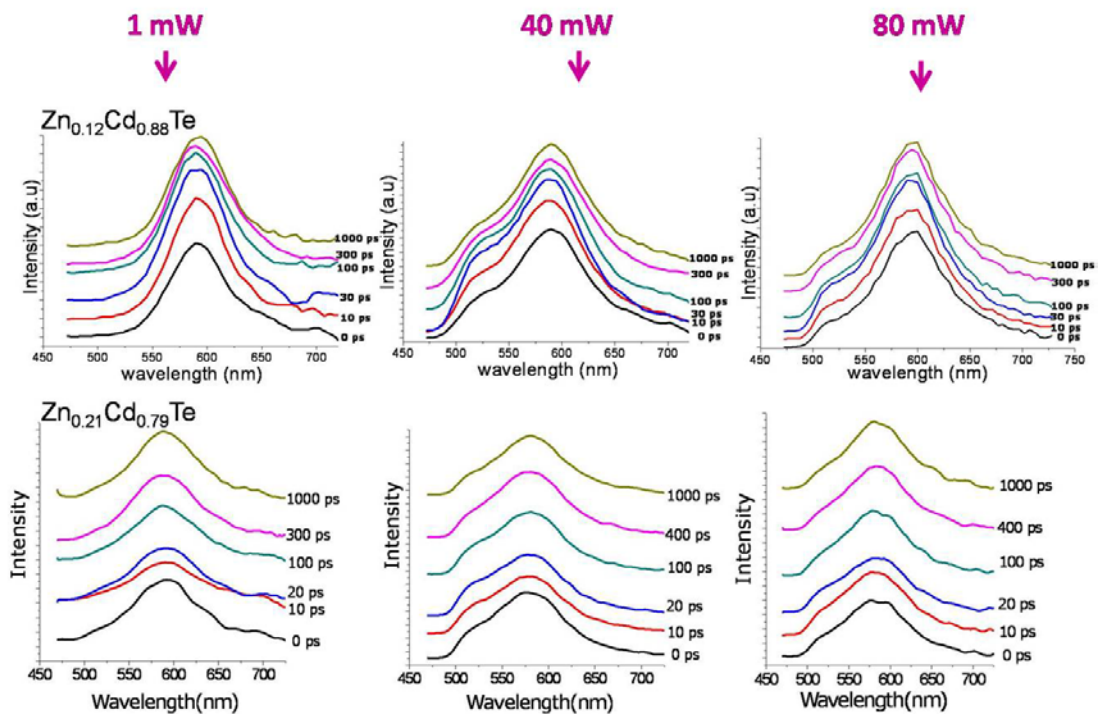 1 mW
40 mW
80 mW
Zn0.12Cd0.88Te
Intensity (a.u)
1000 ps
300 ps
100 ps
30 ps
10 ps
0 ps
450 500 550 600 650 700
wavelength (nm)
Intensity (a.u)
1000 ps
300 ps
100 ps
30 ps
10 ps
0 ps
450 500 550 600 650 700
wavelength (nm)
Intensity (a.u)
1000 ps
300 ps
100 ps
30 ps
10 ps
0 ps
450 500 550 600 650 700 750
wavelength (nm)
Zn0.21Cd0.79Te
Intensity
1000 ps
300 ps
100 ps
20 ps
10 ps
0 ps
450 500 550 600 650 700
Wavelength(nm)
Intensity
1000 ps
400 ps
100 ps
20 ps
10 ps
0 ps
450 500 550 600 650 700
Wavelength(nm)
Intensity
1000 ps
400 ps
100 ps
20 ps
10 ps
0 ps
450 500 550 600 650 700
Wavelength(nm)